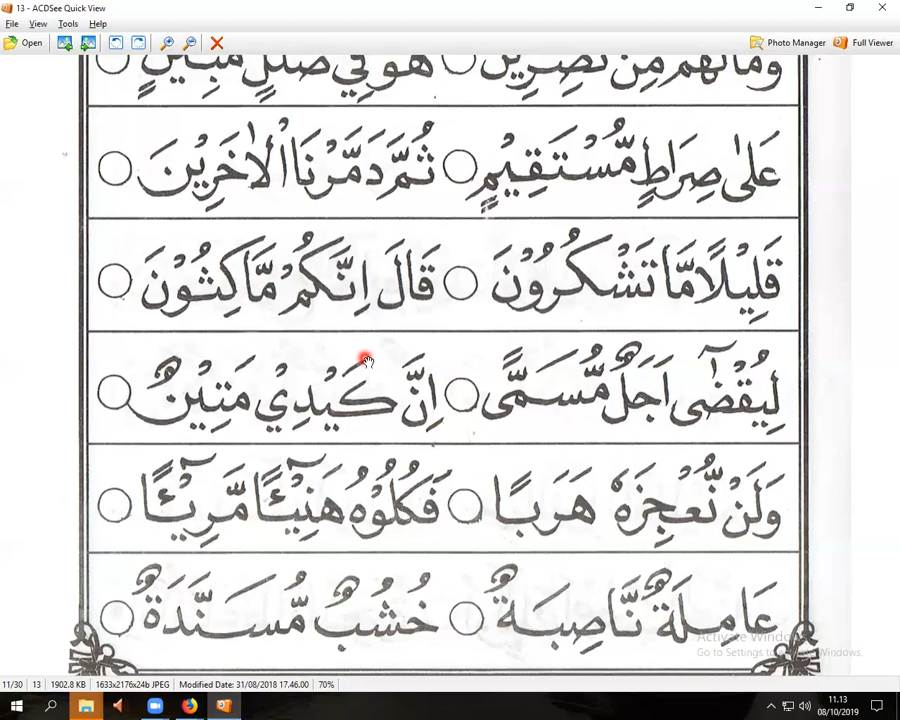 13 - ACDSee Quick View
File View Tools Help
Open Photo Manager Full Viewer
وَمَالَهُمْ مِنْ نّٰصِرِيْنَ ○ هُوَ فِيْ ضَلٰلٍ مُّبِيْنٍ ○
عَلٰى صِرَاطٍ مُّسْتَقِيْمٍ ○ ثُمَّ دَمَّرْنَا الْاٰخَرِيْنَ ○
قَلِيْلًا مَّا تَشْكُرُوْنَ ○ قَالَ اِنَّكُمْ مَّاكِثُوْنَ ○
لِيُقْضٰٓى اَجَلٌ مُّسَمًّى ○ اِنَّ كَيْدِيْ مَتِيْنٌ ○
وَلَنْ نُّعْجِزَهٗ هَرَبًا ○ فَكُلُوْهُ هَنِيْٓئًا مَّرِيْٓئًا ○
عَامِلَةٌ نَّاصِبَةٌ ○ خُشُبٌ مُّسَنَّدَةٌ ○
Activate Windows
Go to Settings to activate Windows.
11/30 13 1902.8 KB 1633x2176x24b JPEG Modified Date: 31/08/2018 17.46.00 70%
11.13
08/10/2019